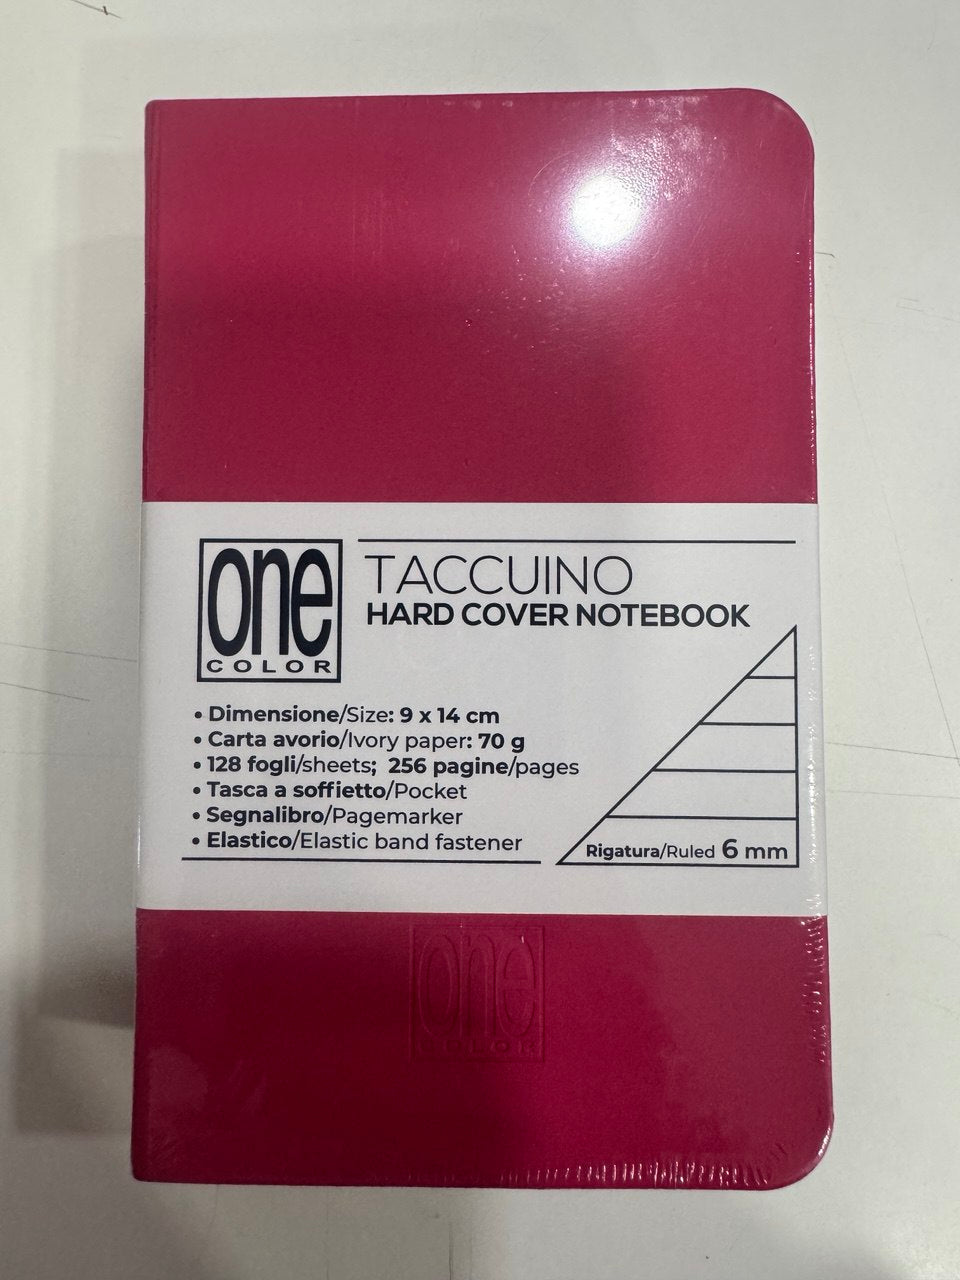 one
COLOR
TACCUINO
HARD COVER NOTEBOOK
• Dimensione/Size: 9 x 14 cm
• Carta avorio/Ivory paper: 70 g
• 128 fogli/sheets; 256 pagine/pages
• Tasca a soffietto/Pocket
• Segnalibro/Pagemarker
• Elastico/Elastic band fastener
Rigatura/Ruled 6 mm
one
COLOR